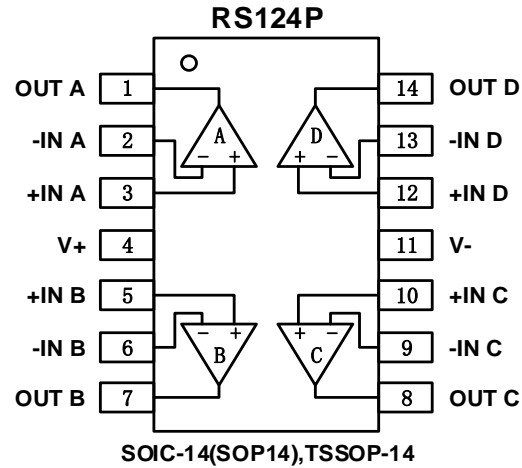 RS124P
OUT A 1 14 OUT D
-IN A 2 A D 13 -IN D
- + + -
+IN A 3 12 +IN D
V+ 4 11 V-
+IN B 5 10 +IN C
- + + -
-IN B 6 B C 9 -IN C
OUT B 7 8 OUT C
SOIC-14(SOP14),TSSOP-14